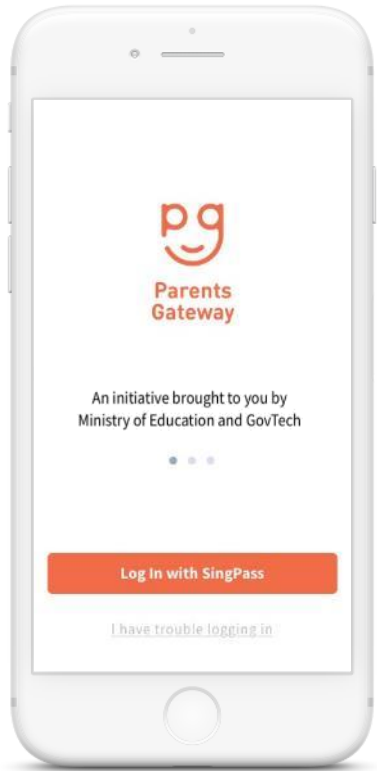 pg
Parents
Gateway
An initiative brought to you by
Ministry of Education and GovTech
Log In with SingPass
I have trouble logging in